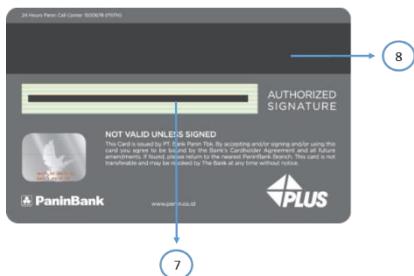 24 Hours Panin Call Center 1500678 (PSTN)
8
AUTHORIZED
SIGNATURE
NOT VALID UNLESS SIGNED
This Card is issued by PT. Bank Panin Tbk. By accepting and/or signing and/or using this
card you agree to be bound by the Bank's Cardholder Agreement and all future
amendments. If found, please return to the nearest PaninBank Branch. This card is not
transferable and may be revoked by The Bank at any time without notice.
PaninBank
www.panin.co.id
PLUS
7